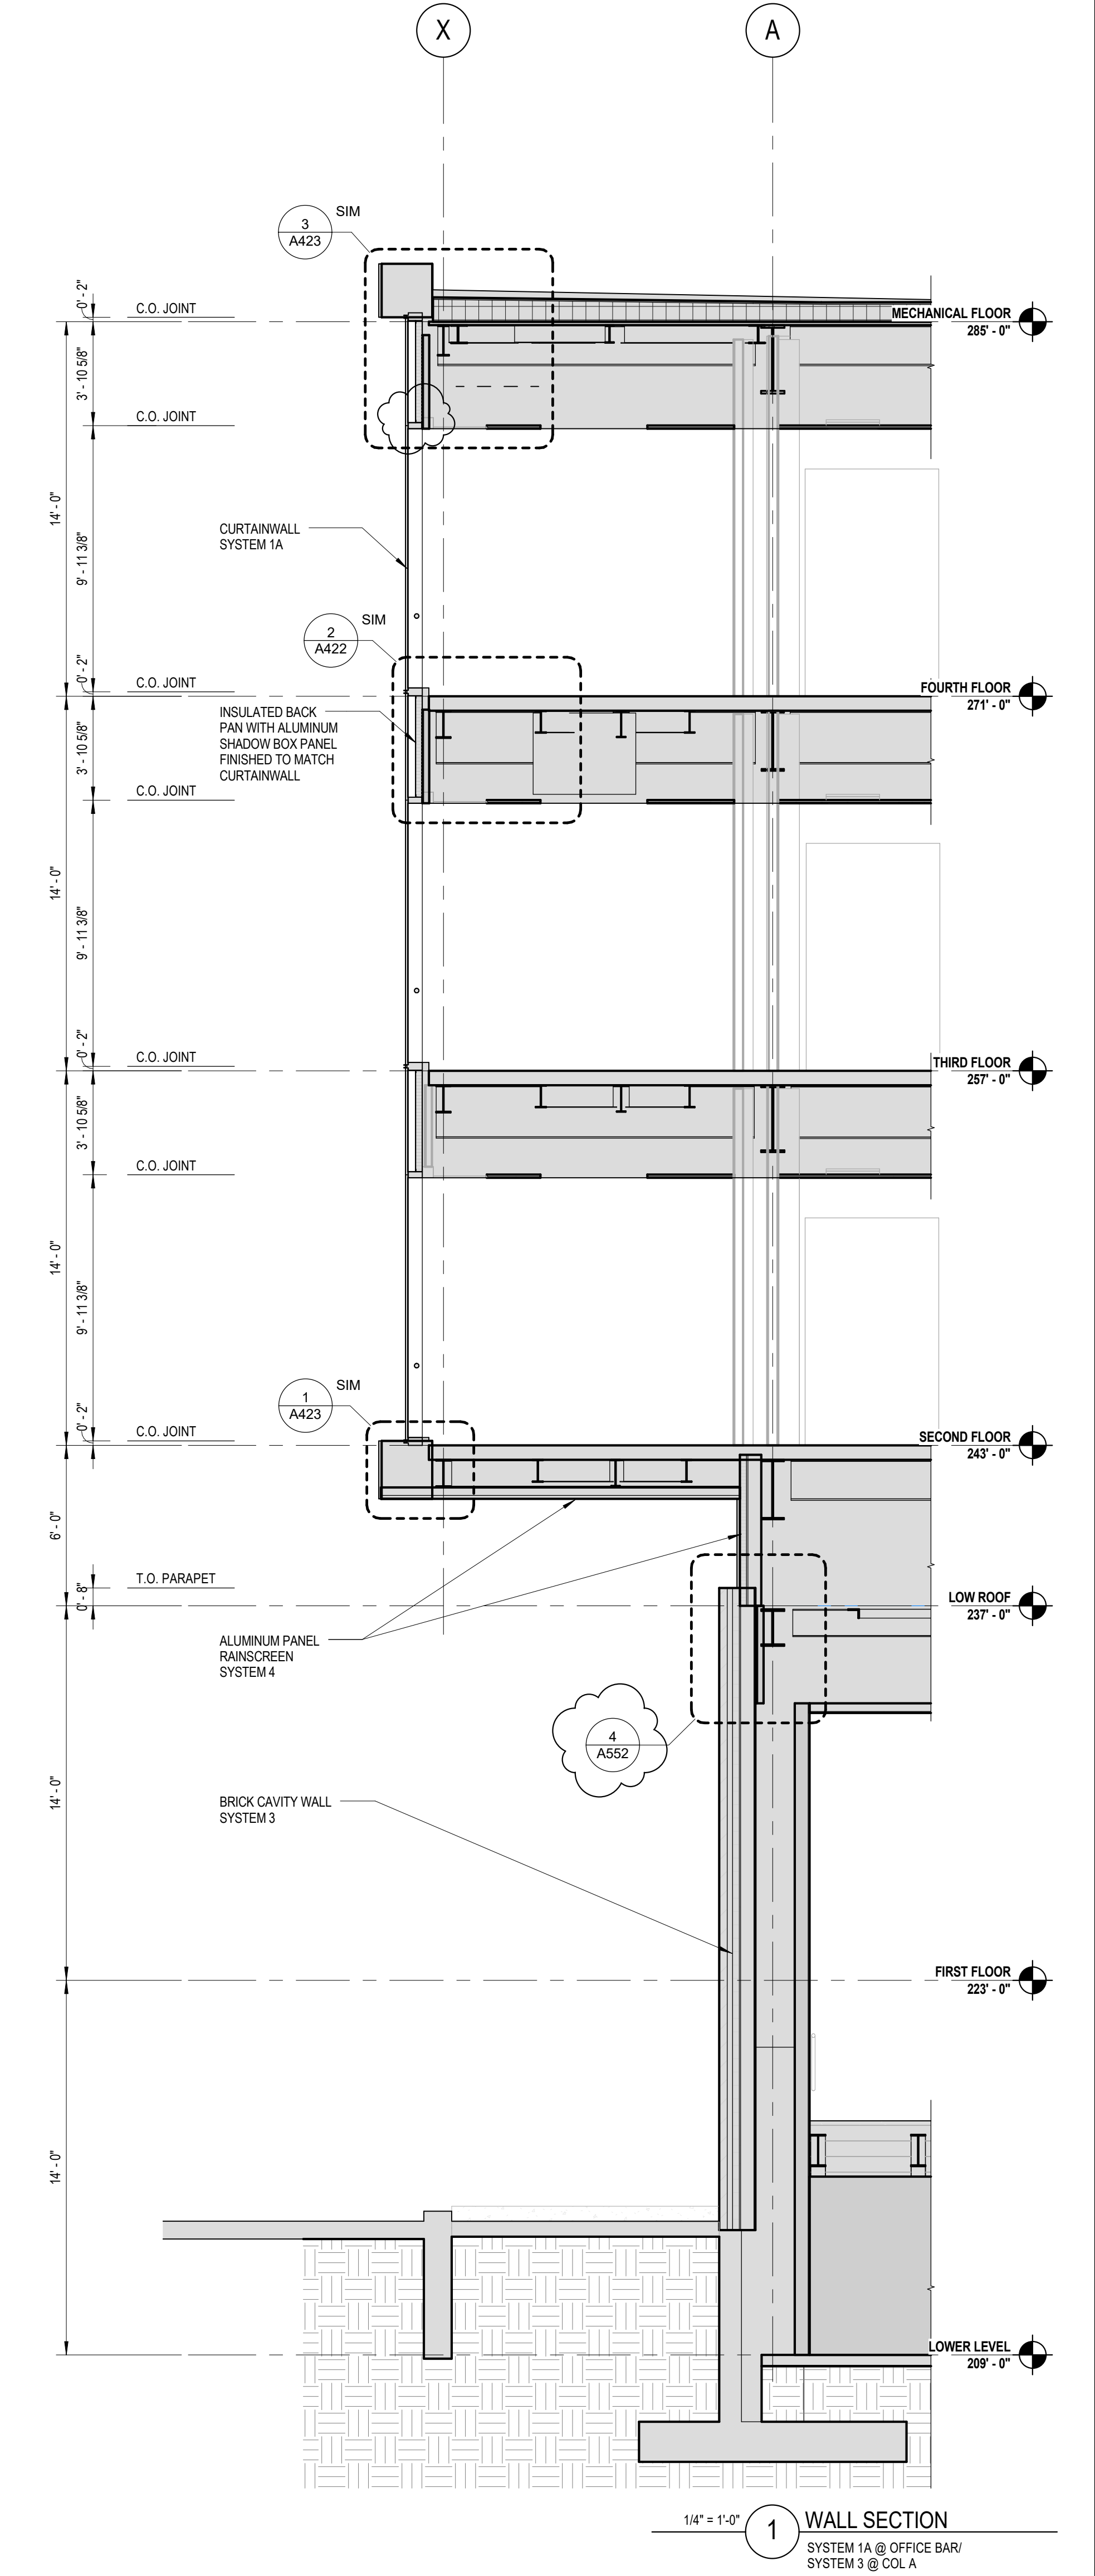 X
A
SIM
3
A423
0' - 2"
C.O. JOINT
MECHANICAL FLOOR
285' - 0"
3' - 10 5/8"
C.O. JOINT
14' - 0"
CURTAINWALL
SYSTEM 1A
9' - 11 3/8"
SIM
2
A422
0' - 2"
C.O. JOINT
FOURTH FLOOR
271' - 0"
INSULATED BACK
PAN WITH ALUMINUM
SHADOW BOX PANEL
FINISHED TO MATCH
CURTAINWALL
3' - 10 5/8"
C.O. JOINT
14' - 0"
9' - 11 3/8"
0' - 2"
C.O. JOINT
THIRD FLOOR
257' - 0"
3' - 10 5/8"
C.O. JOINT
14' - 0"
9' - 11 3/8"
SIM
1
A423
0' - 2"
C.O. JOINT
SECOND FLOOR
243' - 0"
6' - 0"
T.O. PARAPET
0' - 8"
LOW ROOF
237' - 0"
ALUMINUM PANEL
RAINSCREEN
SYSTEM 4
4
A552
14' - 0"
BRICK CAVITY WALL
SYSTEM 3
FIRST FLOOR
223' - 0"
14' - 0"
LOWER LEVEL
209' - 0"
1/4" = 1'-0"
1
WALL SECTION
SYSTEM 1A @ OFFICE BAR/
SYSTEM 3 @ COL A